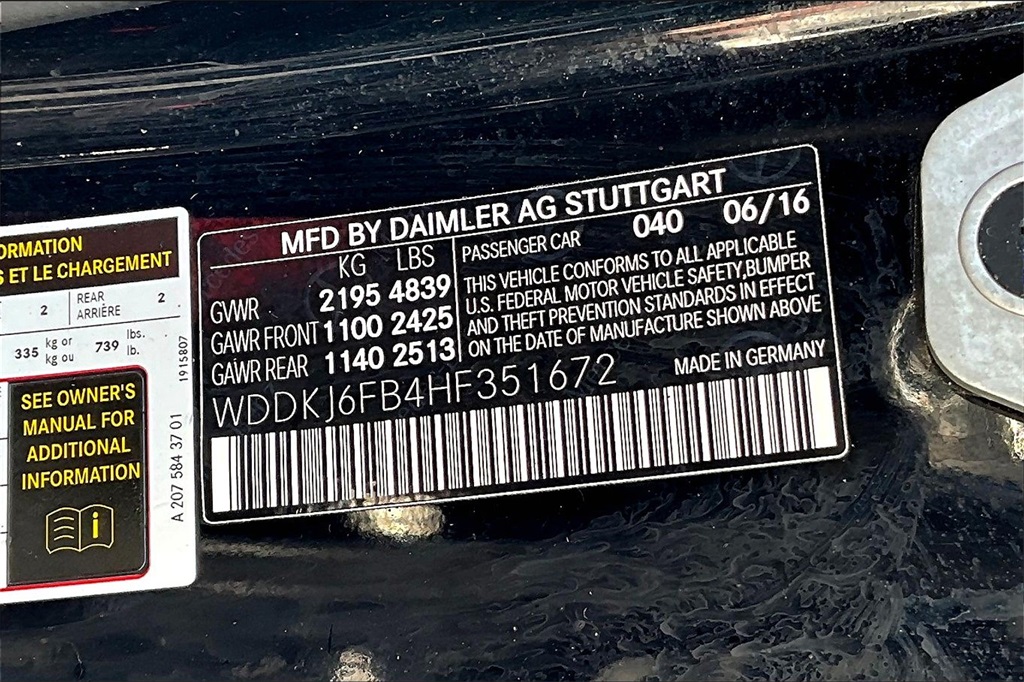 ORMATION
S ET LE CHARGEMENT
2 REAR ARRIÈRE 2
335 kg or kg ou 739 lbs. lb.
SEE OWNER'S
MANUAL FOR
ADDITIONAL
INFORMATION
i
1915807
A 207 584 37 01
MFD BY DAIMLER AG STUTTGART
KG LBS
GVWR 2195 4839
GAWR FRONT 1100 2425
GAWR REAR 1140 2513
PASSENGER CAR 040 06/16
THIS VEHICLE CONFORMS TO ALL APPLICABLE
U.S. FEDERAL MOTOR VEHICLE SAFETY,BUMPER
AND THEFT PREVENTION STANDARDS IN EFFECT
ON THE DATE OF MANUFACTURE SHOWN ABOVE
WDDKJ6FB4HF351672
MADE IN GERMANY